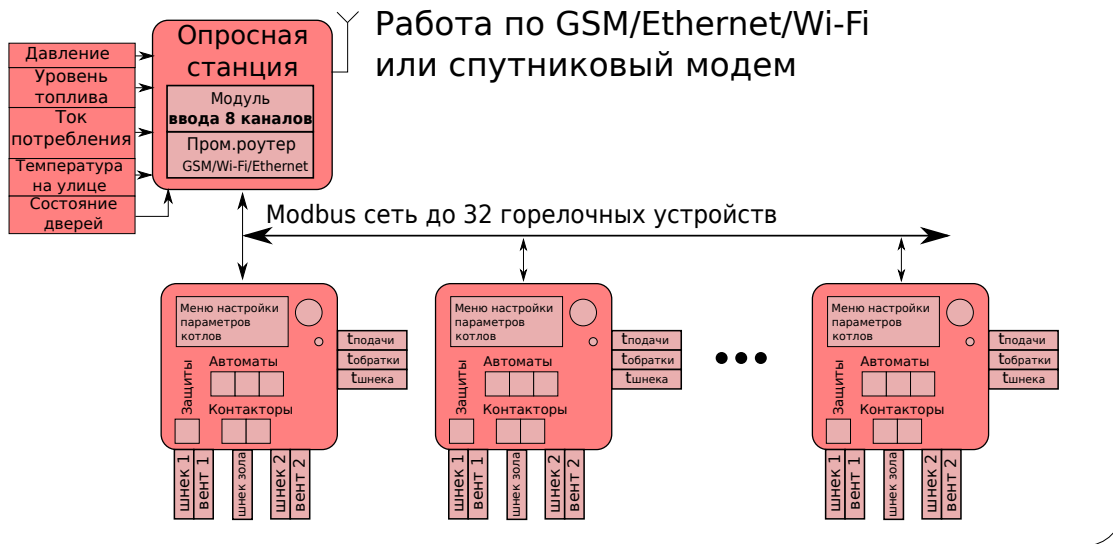 Опросная
станция
Работа по GSM/Ethernet/Wi-Fi
или спутниковый модем
Давление
Уровень
топлива
Ток
потребления
Температура
на улице
Состояние
дверей
Модуль
ввода 8 каналов
Пром.роутер
GSM/Wi-Fi/Ethernet
Modbus сеть до 32 горелочных устройств
Меню настройки
параметров
котлов
tподачи
tобратки
tшнека
Защиты
Автоматы
Контакторы
шнек 1
вент 1
шнек зола
шнек 2
вент 2
Меню настройки
параметров
котлов
tподачи
tобратки
tшнека
Защиты
Автоматы
Контакторы
шнек 1
вент 1
шнек зола
шнек 2
вент 2
Меню настройки
параметров
котлов
tподачи
tобратки
tшнека
Защиты
Автоматы
Контакторы
шнек 1
вент 1
шнек зола
шнек 2
вент 2